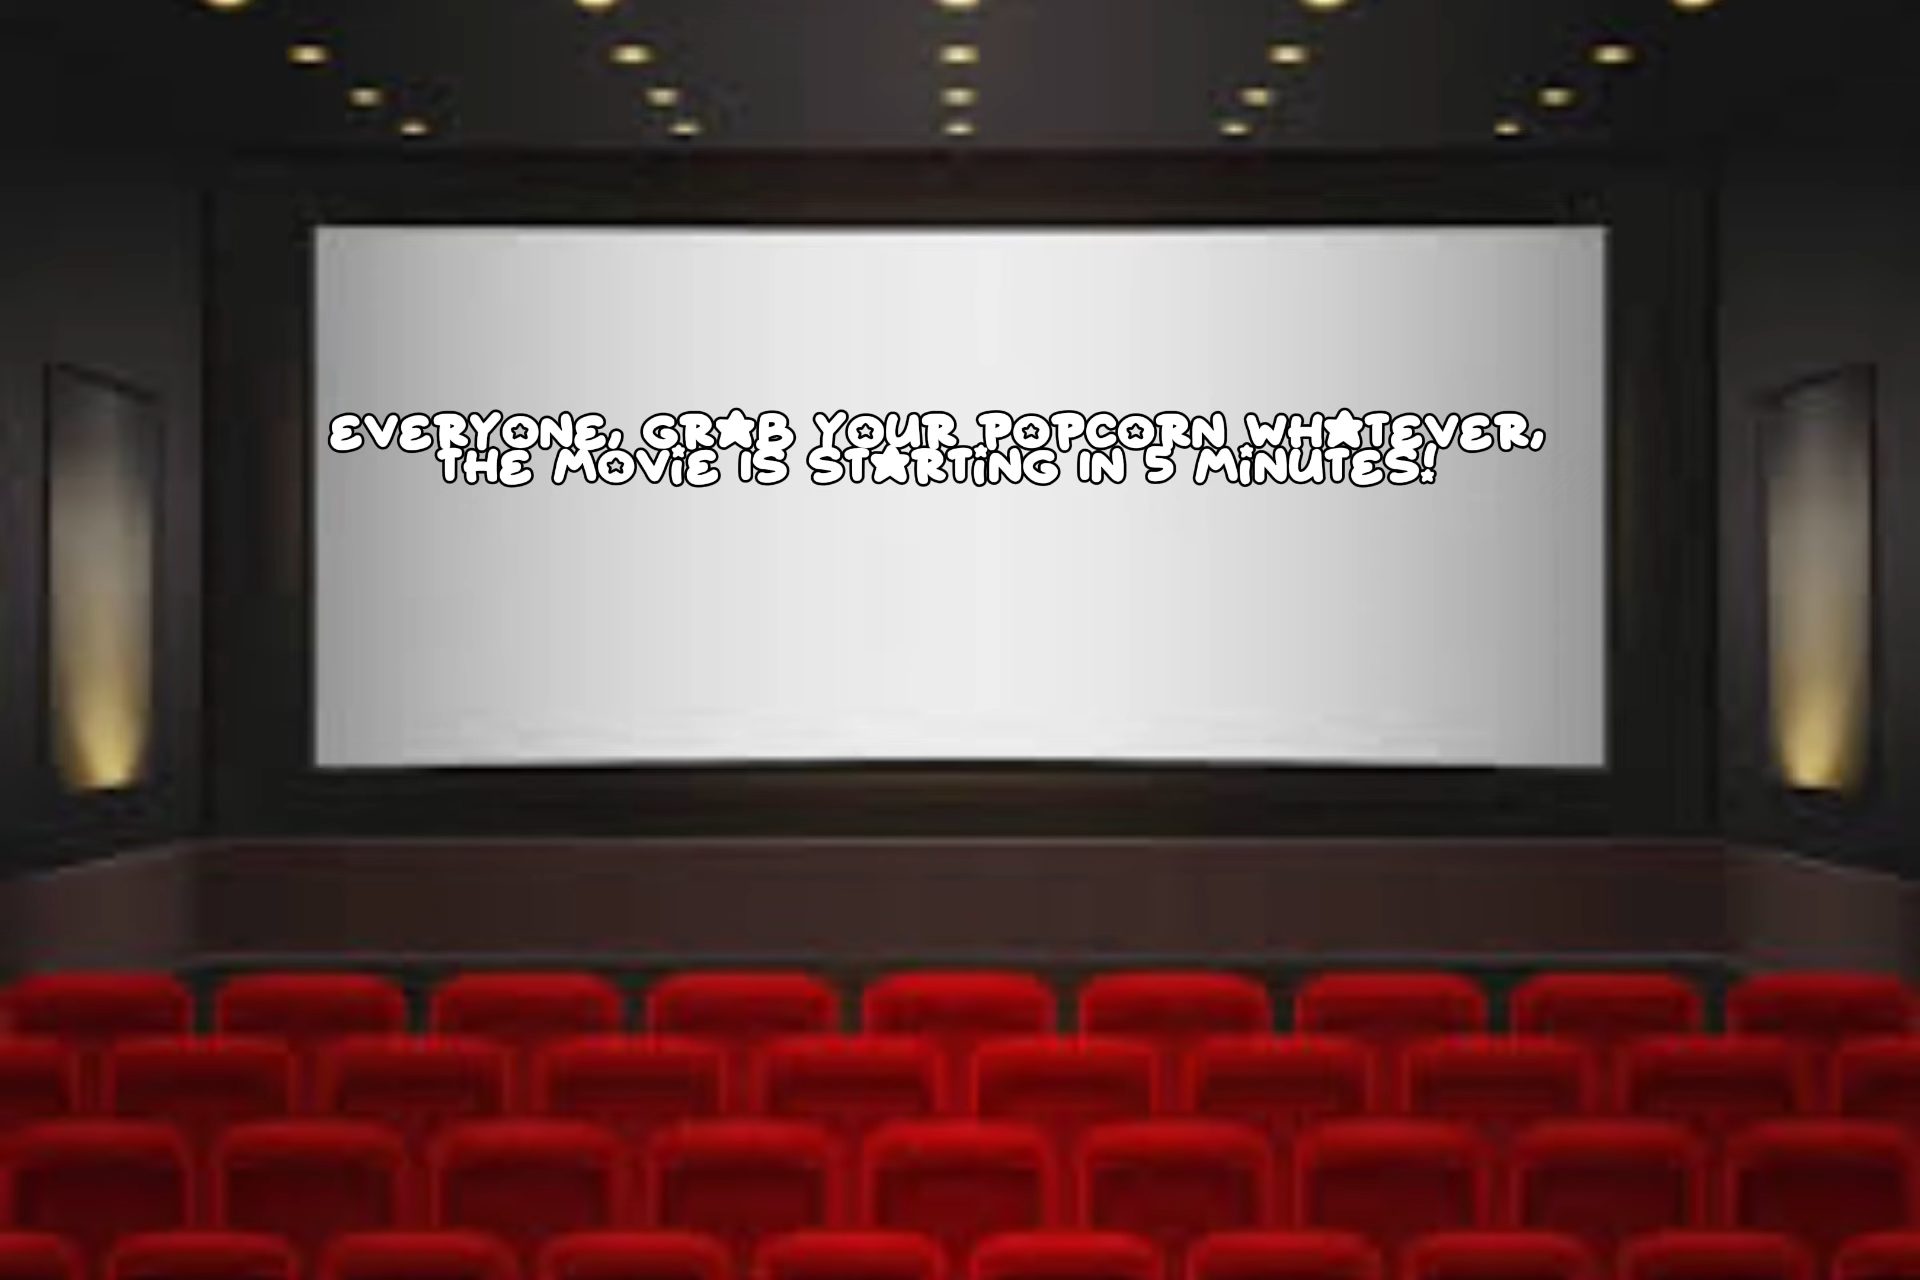 EVERYONE, GRAB YOUR POPCORN WHATEVER,
THE MOVIE IS STARTING IN 5 MINUTES!